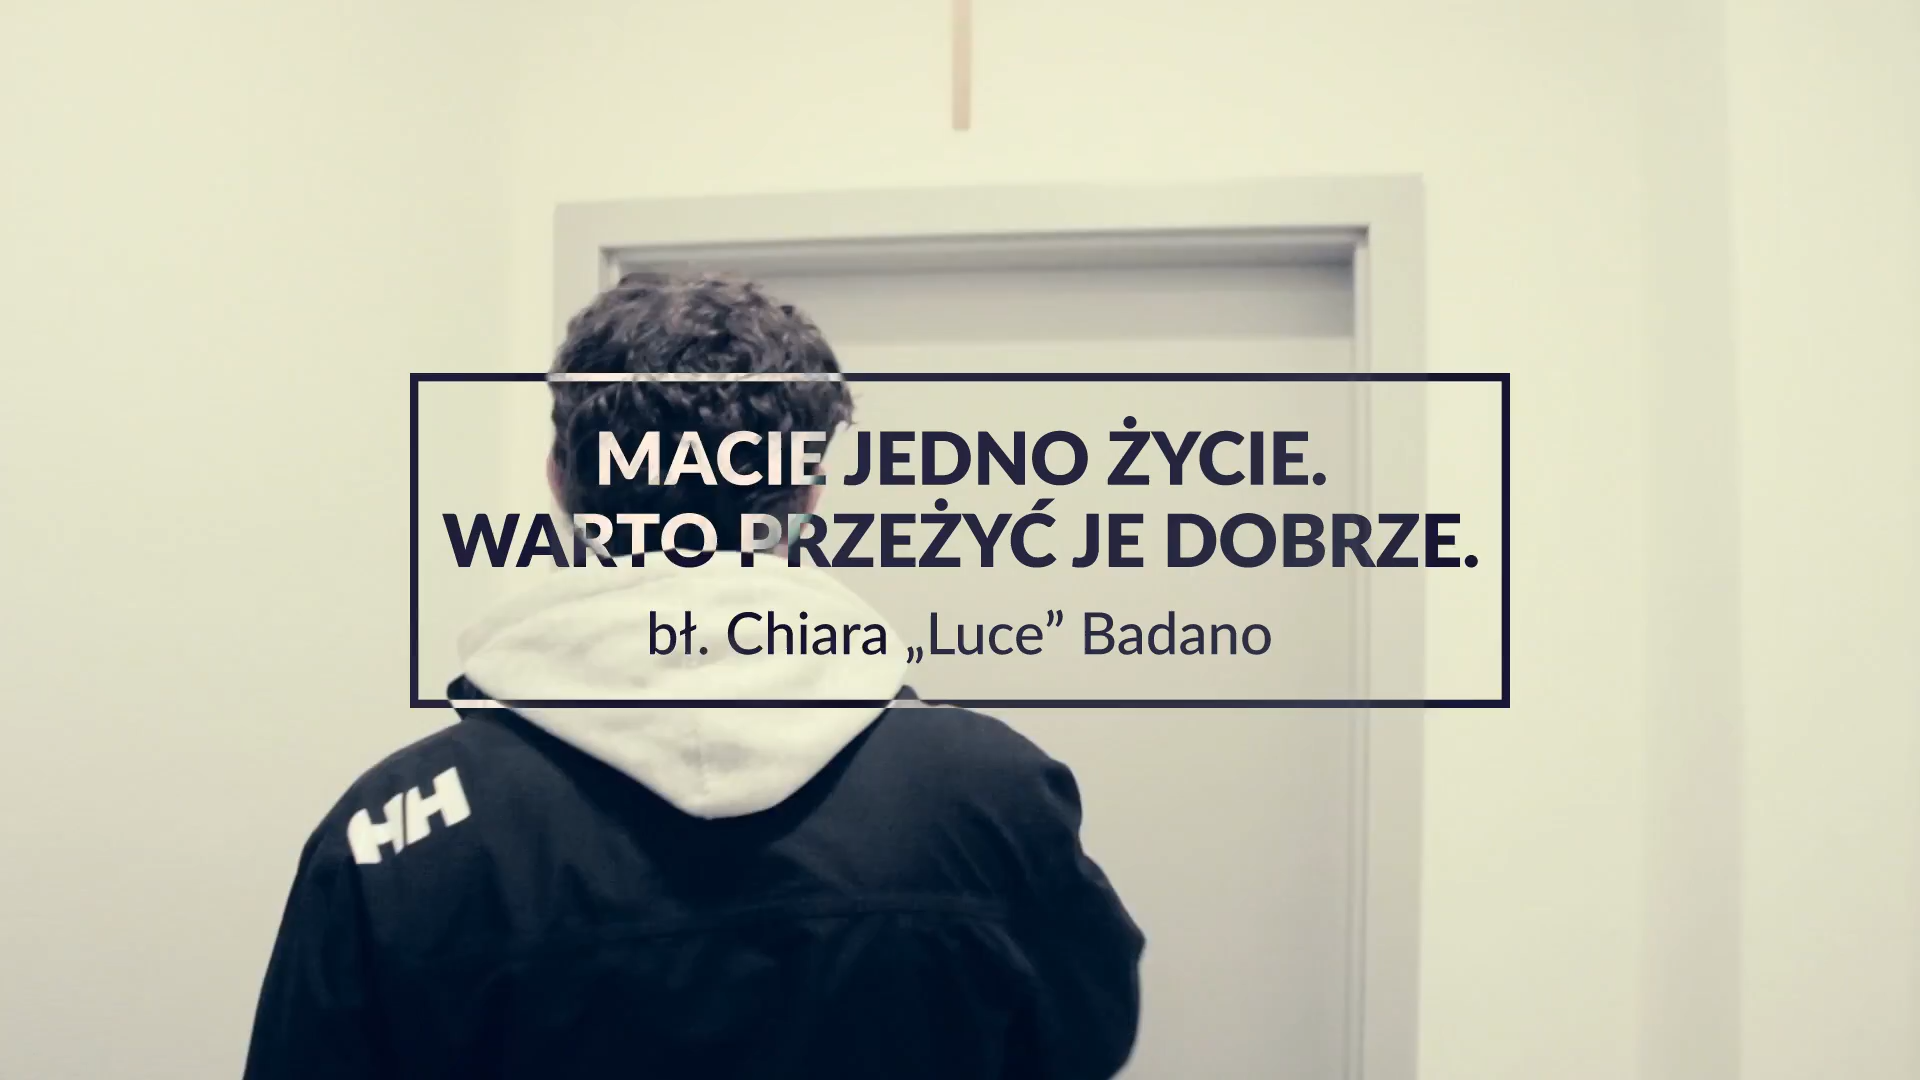 MACIE JEDNO ŻYCIE.
WARTO PRZEŻYĆ JE DOBRZE.
bł. Chiara „Luce” Badano
HH